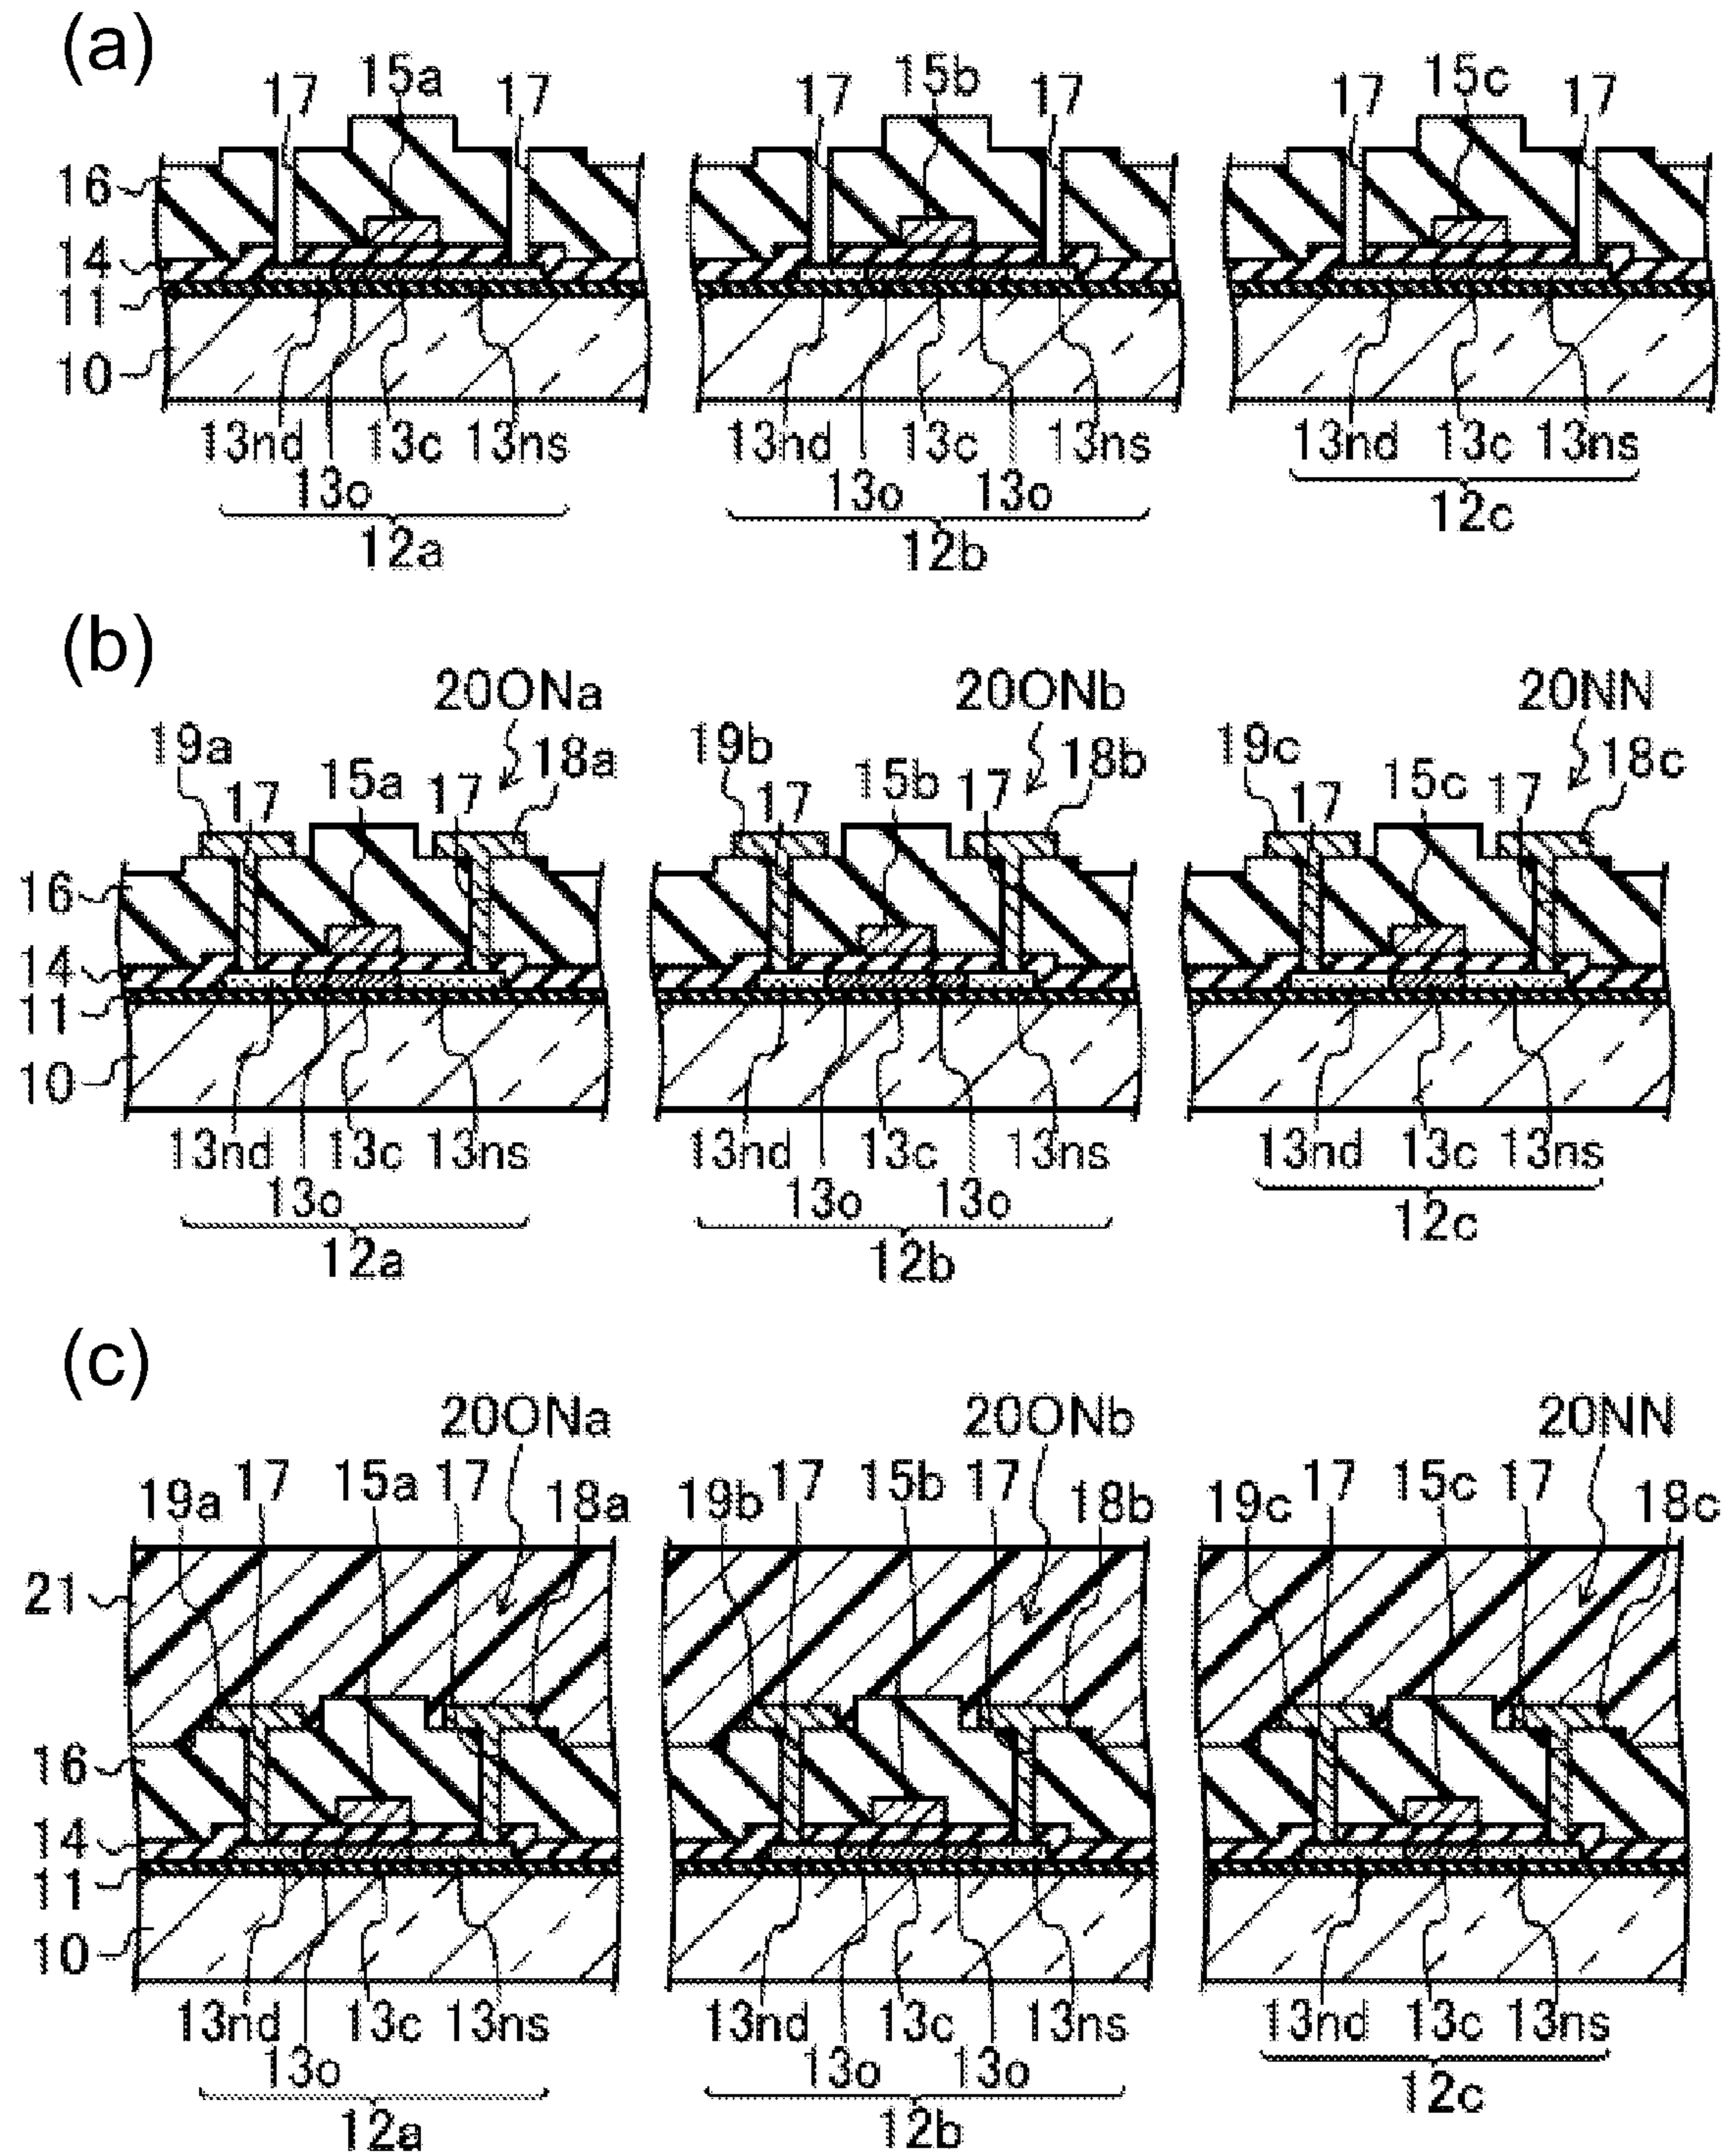 (a)
17 15a 17 17 15b 17 17 15c 17
16
14
11
10
13nd 13c 13ns 13nd 13c 13ns 13nd 13c 13ns
13o 13o 13o
12a 12b 12c
(b)
20ONa 20ONb 20NN
19a 18a 19b 18b 19c 18c
17 15a 17 17 15b 17 17 15c 17
16
14
11
10
13nd 13c 13ns 13nd 13c 13ns 13nd 13c 13ns
13o 13o 13o
12a 12b 12c
(c)
20ONa 20ONb 20NN
19a 17 15a 17 18a 19b 17 15b 17 18b 19c 17 15c 17 18c
21
16
14
11
10
13nd 13c 13ns 13nd 13c 13ns 13nd 13c 13ns
13o 13o 13o
12a 12b 12c